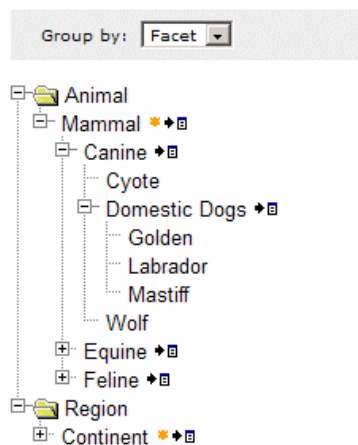 Group by: Facet
Animal
Mammal
Canine
Cyote
Domestic Dogs
Golden
Labrador
Mastiff
Wolf
Equine
Feline
Region
Continent